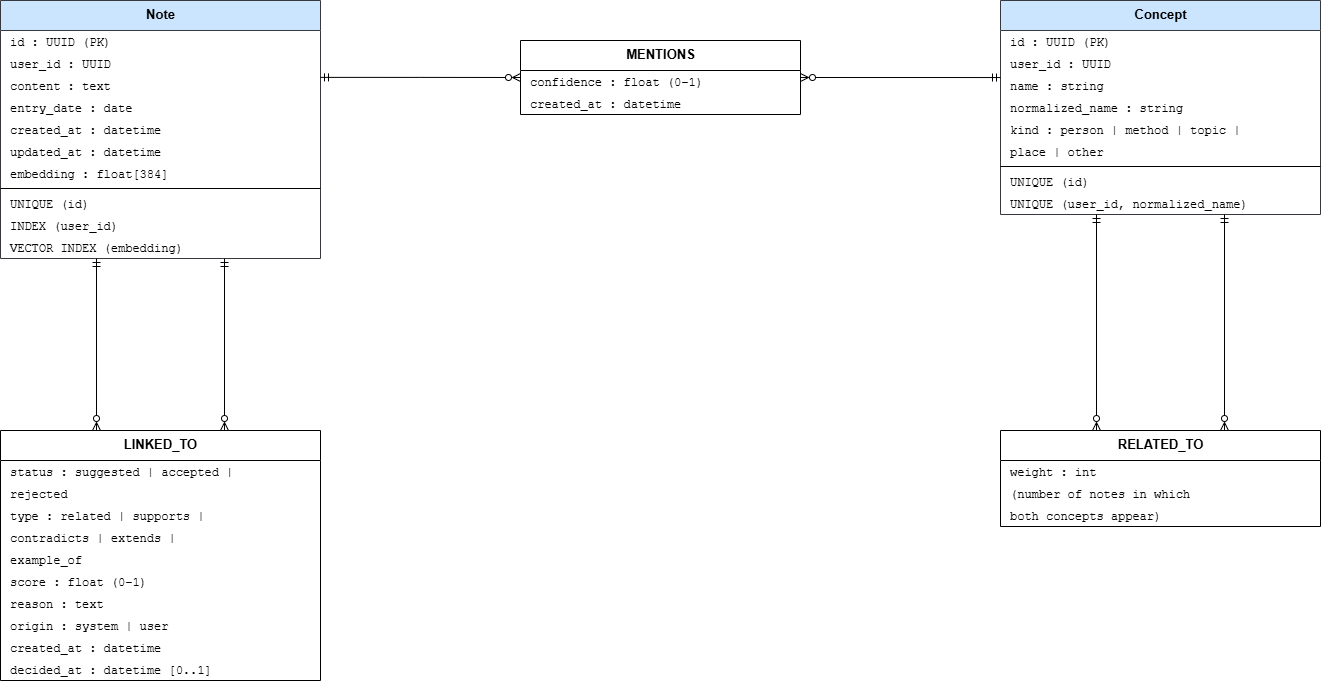 Note
id : UUID (PK)
user_id : UUID
content : text
entry_date : date
created_at : datetime
updated_at : datetime
embedding : float[384]
UNIQUE (id)
INDEX (user_id)
VECTOR INDEX (embedding)
MENTIONS
confidence : float (0-1)
created_at : datetime
Concept
id : UUID (PK)
user_id : UUID
name : string
normalized_name : string
kind : person | method | topic |
place | other
UNIQUE (id)
UNIQUE (user_id, normalized_name)
LINKED_TO
status : suggested | accepted |
rejected
type : related | supports |
contradicts | extends |
example_of
score : float (0-1)
reason : text
origin : system | user
created_at : datetime
decided_at : datetime [0..1]
RELATED_TO
weight : int
(number of notes in which
both concepts appear)